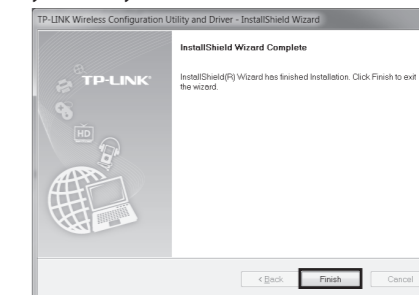 TP-LINK Wireless Configuration Utility and Driver - InstallShield Wizard
InstallShield Wizard Complete
InstallShield(R) Wizard has finished Installation. Click Finish to exit
the wizard.
TP-LINK®
HD
< Back
Finish
Cancel